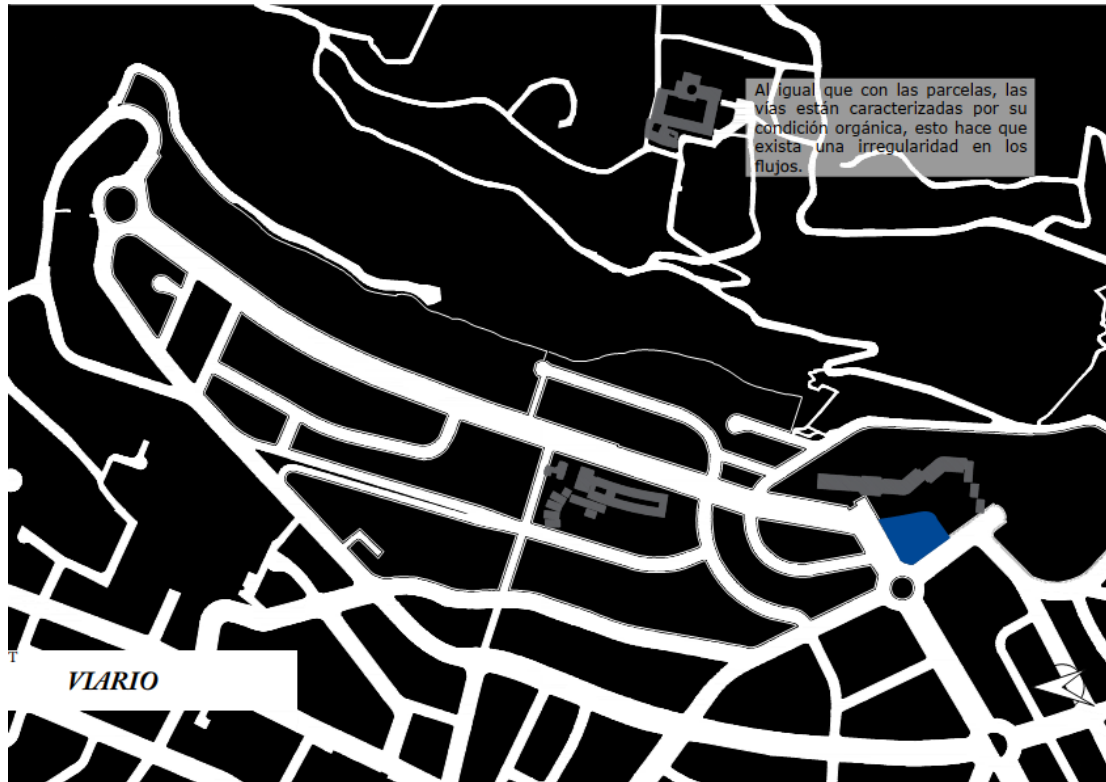 Al igual que con las parcelas, las
vías están caracterizadas por su
condición orgánica, esto hace que
exista una irregularidad en los
flujos.
T
VIARIO